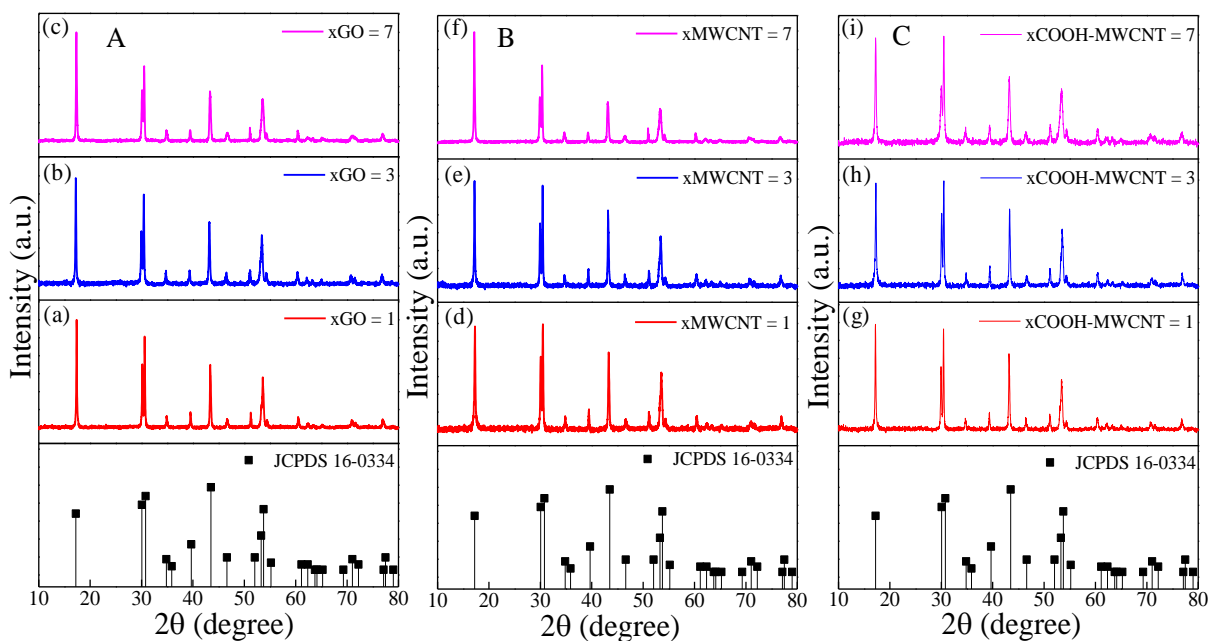 (c) A xGO = 7
(b) xGO = 3
(a) xGO = 1
JCPDS 16-0334
Intensity (a.u.)
10 20 30 40 50 60 70 80
2θ (degree)
(f) B xMWCNT = 7
(e) xMWCNT = 3
(d) xMWCNT = 1
JCPDS 16-0334
Intensity (a.u.)
10 20 30 40 50 60 70 80
2θ (degree)
(i) C xCOOH-MWCNT = 7
(h) xCOOH-MWCNT = 3
(g) xCOOH-MWCNT = 1
JCPDS 16-0334
Intensity (a.u.)
10 20 30 40 50 60 70 80
2θ (degree)